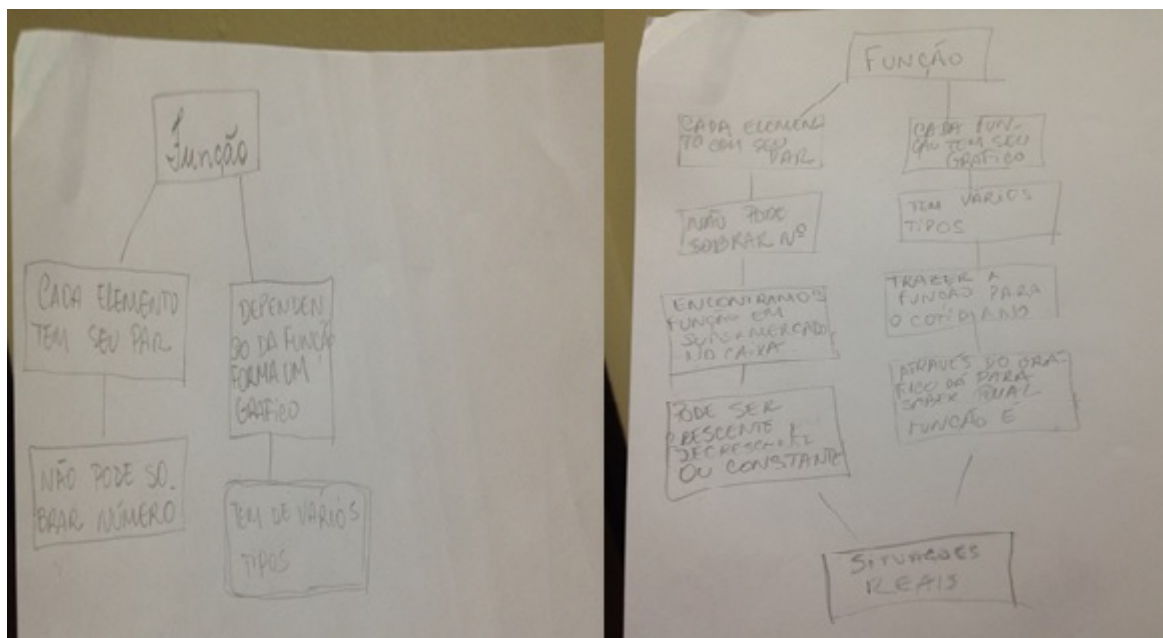 Função
CADA ELEMENTO
TEM SEU PAR
NÃO PODE SO-
BRAR NÚMERO
DEPENDEN
DO DA FUNÇÃO
FORMA UM
GRAFICO
TEM DE VÁRIOS
TIPOS
FUNÇÃO
CADA ELEMEN-
TO COM SEU
PAR
NÃO PODE
SOBRAR Nº
ENCONTRAMOS
FUNÇÃO EM
SUPERMERCADO
NO CAIXA
PODE SER
CRESCENTE,
DECRESCENTE
OU CONSTANTE
CADA FUN-
ÇÃO TEM SEU
GRÁFICO
TEM VÁRIOS
TIPOS
TRAZER A
FUNÇÃO PARA
O COTIDIANO
ATRAVÉS DO GRÁ-
FICO DÁ PARA
SABER QUAL
FUNÇÃO É
SITUAÇÕES
REAIS